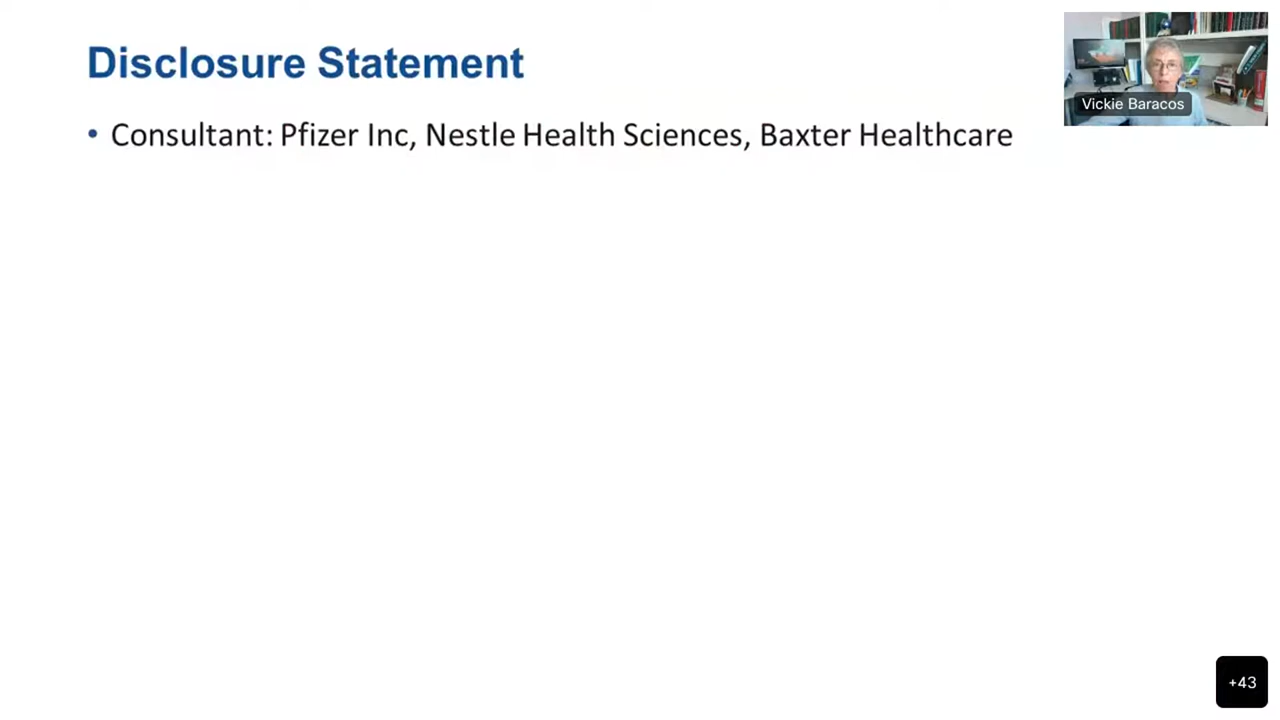 Disclosure Statement
• Consultant: Pfizer Inc, Nestle Health Sciences, Baxter Healthcare
Vickie Baracos
+43